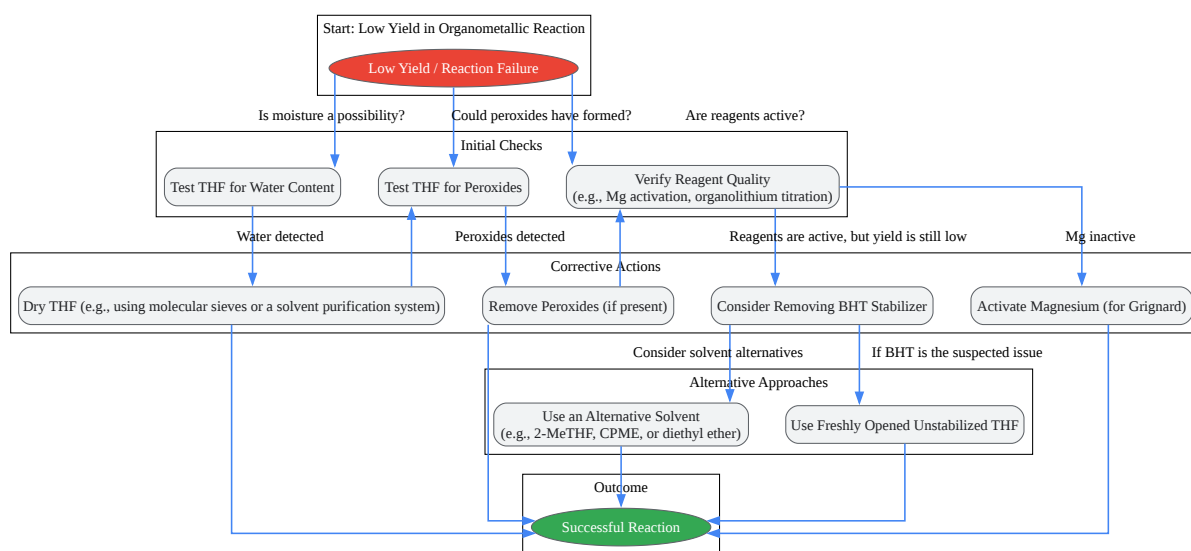 Start: Low Yield in Organometallic Reaction
Low Yield / Reaction Failure
Is moisture a possibility?
Could peroxides have formed?
Are reagents active?
Initial Checks
Test THF for Water Content
Test THF for Peroxides
Verify Reagent Quality
(e.g., Mg activation, organolithium titration)
Water detected
Peroxides detected
Reagents are active, but yield is still low
Mg inactive
Corrective Actions
Dry THF (e.g., using molecular sieves or a solvent purification system)
Remove Peroxides (if present)
Consider Removing BHT Stabilizer
Activate Magnesium (for Grignard)
Consider solvent alternatives
If BHT is the suspected issue
Alternative Approaches
Use an Alternative Solvent
(e.g., 2-MeTHF, CPME, or diethyl ether)
Use Freshly Opened Unstabilized THF
Outcome
Successful Reaction